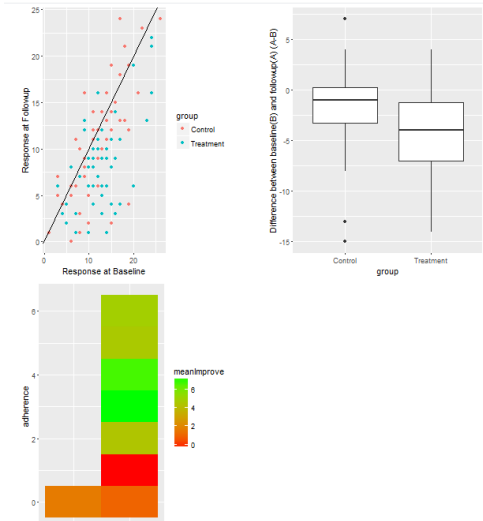 25
20
15
10
5
0
Response at Followup
0
10
20
Response at Baseline
group
Control
Treatment
5
0
-5
-10
-15
Difference between baseline(B) and followup(A) (A-B)
Control
Treatment
group
6
4
2
0
adherence
meanImprove
6
4
2
0